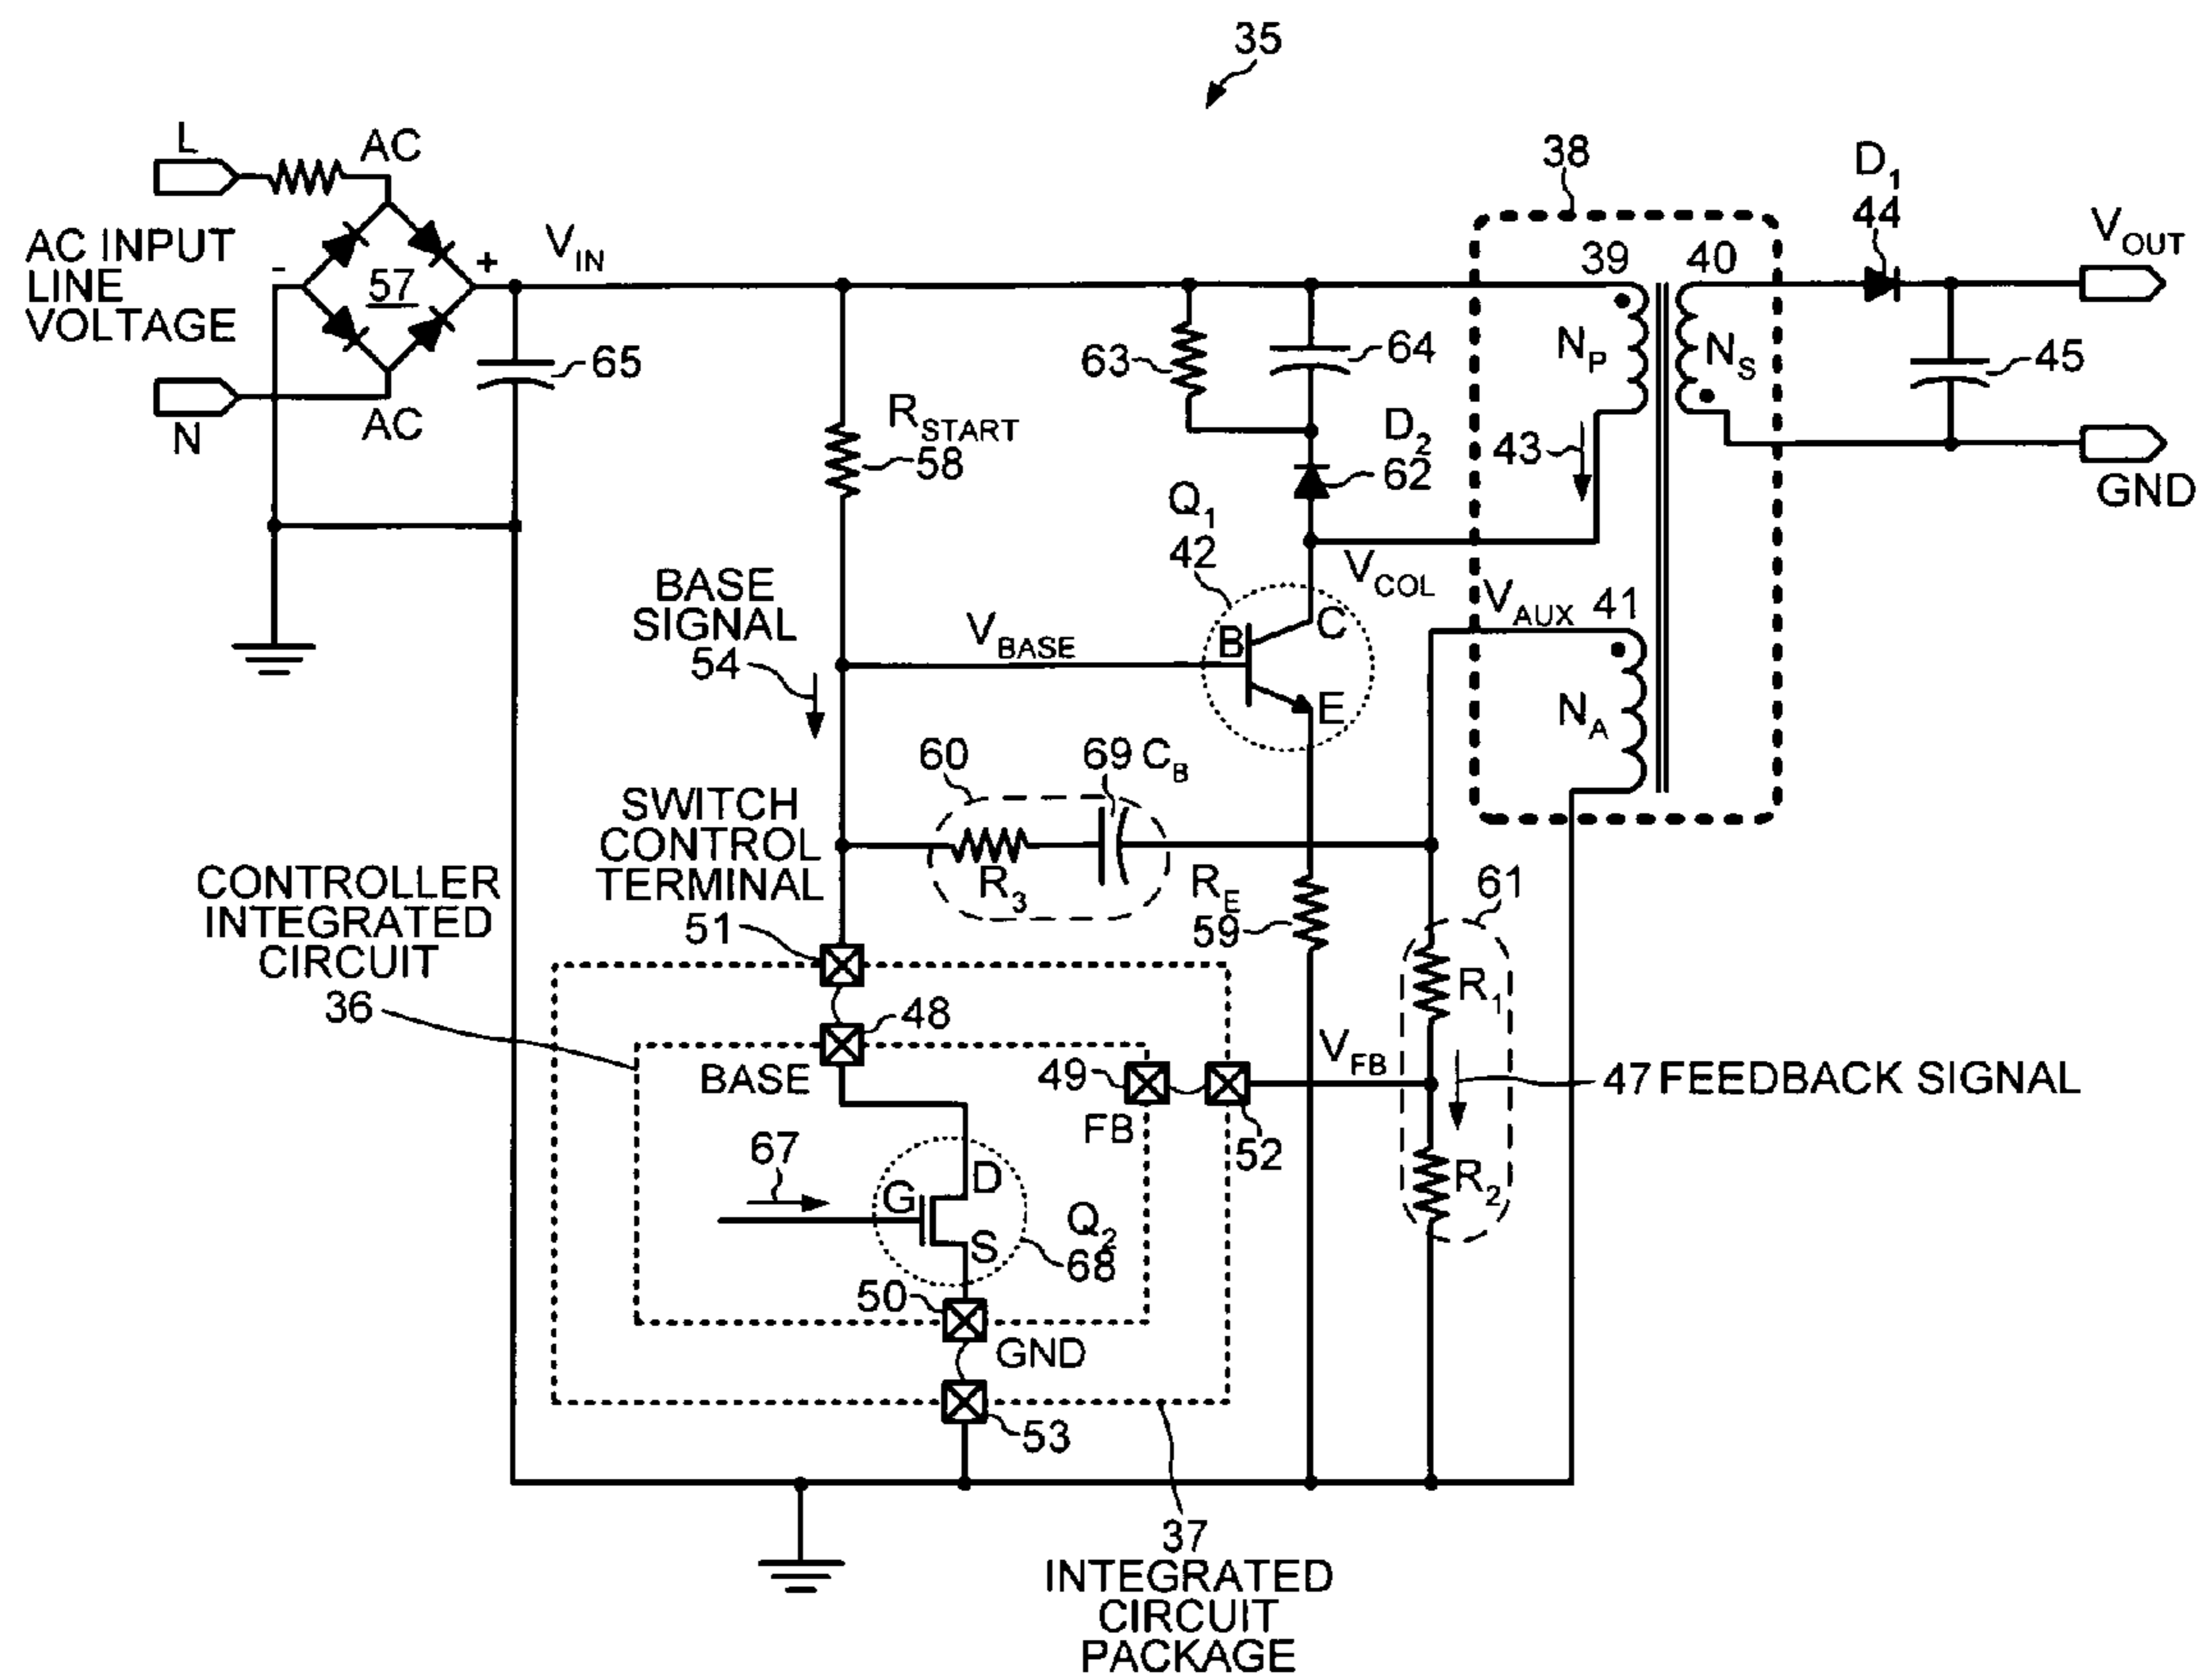 35
L
AC
AC INPUT
LINE
VOLTAGE
-
57
+
V_IN
65
N
AC
R_START
58
63
64
D_2
62
38
39
40
N_P
N_S
43
D_1
44
V_OUT
45
GND
Q_1
42
V_COL
BASE
SIGNAL
54
V_BASE
B
C
E
V_AUX
41
N_A
60
69 C_B
R_3
SWITCH
CONTROL
TERMINAL
51
R_E
59
61
R_1
CONTROLLER
INTEGRATED
CIRCUIT
36
48
BASE
49
FB
52
V_FB
47 FEEDBACK SIGNAL
R_2
67
G
D
S
Q_2
68
50
GND
53
37
INTEGRATED
CIRCUIT
PACKAGE